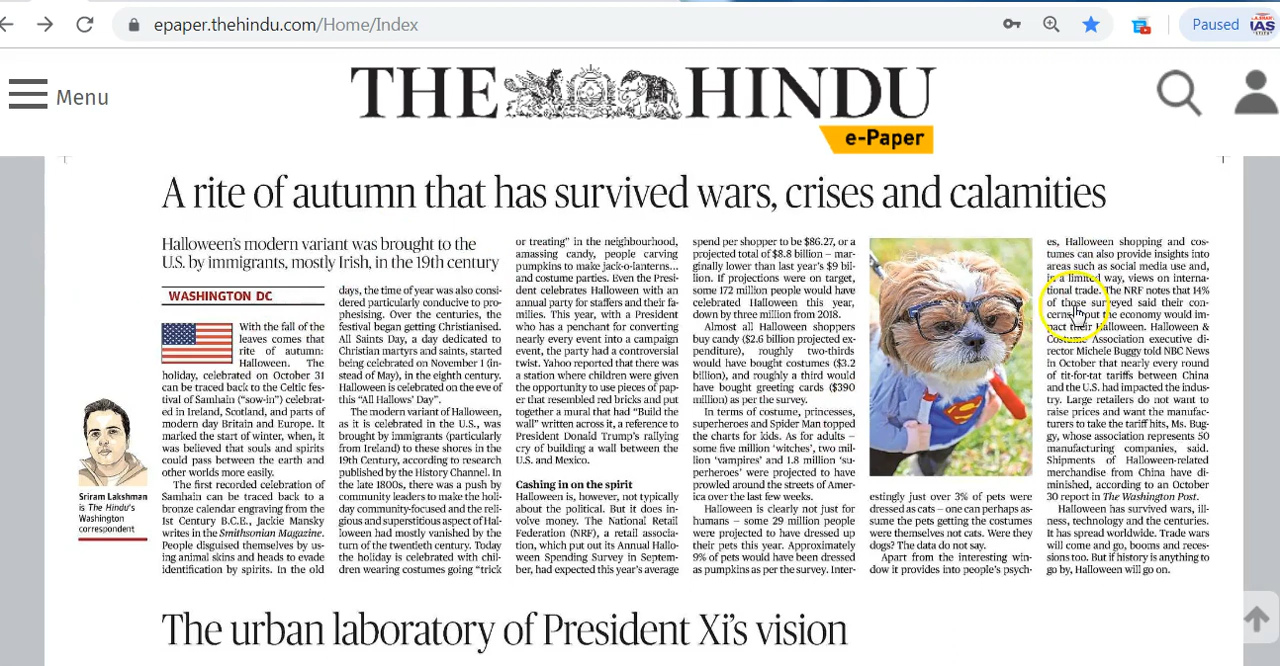 epaper.thehindu.com/Home/Index
Paused
IAS
Menu
THE HINDU
e-Paper
A rite of autumn that has survived wars, crises and calamities
Halloween's modern variant was brought to the
U.S. by immigrants, mostly Irish, in the 19th century
WASHINGTON DC
With the fall of the
leaves comes that
rite of autumn:
Halloween. The
holiday, celebrated on October 31
can be traced back to the Celtic fes-
tival of Samhain (“sow-in”) celebrat-
ed in Ireland, Scotland, and parts of
modern day Britain and Europe. It
marked the start of winter, when, it
was believed that souls and spirits
could pass between the earth and
other worlds more easily.
The first recorded celebration of
Samhain can be traced back to a
bronze calendar engraving from the
1st Century B.C.E., Jackie Mansky
writes in the Smithsonian Magazine.
People disguised themselves by us-
ing animal skins and heads to evade
identification by spirits. In the old
Sriram Lakshman
is The Hindu's
Washington
correspondent
days, the time of year was also con-
sidered particularly conducive to pro-
phesising. Over the centuries, the
festival began getting Christianised.
All Saints Day, a day dedicated to
Christian martyrs and saints, started
being celebrated on November 1 (in-
stead of May), in the eighth century.
Halloween is celebrated on the eve of
this “All Hallows' Day”.
The modern variant of Halloween,
as it is celebrated in the U.S., was
brought by immigrants (particularly
from Ireland) to these shores in the
19th Century, according to research
published by the History Channel. In
the late 1800s, there was a push by
community leaders to make the holi-
day community-focused and the reli-
gious and superstitious aspect of Hal-
loween had mostly vanished by the
turn of the twentieth century. Today
the holiday is celebrated with chil-
dren wearing costumes going “trick
or treating” in the neighbourhood,
amassing candy, people carving
pumpkins to make jack-o-lanterns...
and costume parties. Even the Presi-
dent celebrates Halloween with an
annual party for staffers and their fa-
milies. This year, with a President
who has a penchant for converting
nearly every event into a campaign
event, the party had a controversial
twist. Yahoo reported that there was
a station where children were given
the opportunity to use pieces of pap-
er that resembled red bricks and put
together a mural that had “Build the
wall” written across it, a reference to
President Donald Trump's rallying
cry of building a wall between the
U.S. and Mexico.
Cashing in on the spirit
Halloween is, however, not typically
about the political. But it does in-
volve money. The National Retail
Federation (NRF), a retail associa-
tion, which put out its Annual Hallo-
ween Spending Survey in Septem-
ber, had expected this year's average
spend per shopper to be $86.27, or a
projected total of $8.8 billion – mar-
ginally lower than last year's $9 bil-
lion. If projections were on target,
some 172 million people would have
celebrated Halloween this year,
down by three million from 2018.
Almost all Halloween shoppers
buy candy ($2.6 billion projected ex-
penditure), roughly two-thirds
would have bought costumes ($3.2
billion), and roughly a third would
have bought greeting cards ($390
million) as per the survey.
In terms of costume, princesses,
superheroes and Spider Man topped
the charts for kids. As for adults –
some five million ‘witches’, two mil-
lion ‘vampires’ and 1.8 million ‘su-
perheroes’ were projected to have
prowled around the streets of Amer-
ica over the last few weeks.
Halloween is clearly not just for
humans – some 29 million people
were projected to have dressed up
their pets this year. Approximately
9% of pets would have been dressed
as pumpkins as per the survey. Inter-
estingly just over 3% of pets were
dressed as cats – one can perhaps as-
sume the pets getting the costumes
were themselves not cats. Were they
dogs? The data do not say.
Apart from the interesting win-
dow it provides into people's psych-
es, Halloween shopping and cos-
tumes can also provide insights into
areas such as social media use and,
in a limited way, views on interna-
tional trade. The NRF notes that 14%
of those surveyed said their con-
cerns about the economy would im-
pact their Halloween. Halloween &
Costume Association executive di-
rector Michele Buggy told NBC News
in October that nearly every round
of tit-for-tat tariffs between China
and the U.S. had impacted the indus-
try. Large retailers do not want to
raise prices and want the manufac-
turers to take the tariff hits, Ms. Bug-
gy, whose association represents 50
manufacturing companies, said.
Shipments of Halloween-related
merchandise from China have di-
minished, according to an October
30 report in The Washington Post.
Halloween has survived wars, ill-
ness, technology and the centuries.
It has spread worldwide. Trade wars
will come and go, booms and reces-
sions too. But if history is anything to
go by, Halloween will go on.
The urban laboratory of President Xi's vision